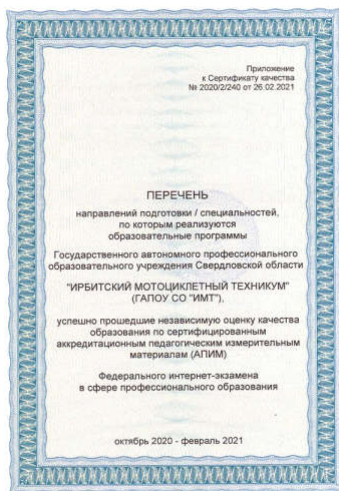 Приложение
к Сертификату качества
№ 2020/2/240 от 26.02.2021
ПЕРЕЧЕНЬ
направлений подготовки / специальностей,
по которым реализуются
образовательные программы
Государственного автономного профессионального
образовательного учреждения Свердловской области
"ИРБИТСКИЙ МОТОЦИКЛЕТНЫЙ ТЕХНИКУМ"
(ГАПОУ СО "ИМТ"),
успешно прошедшие независимую оценку качества
образования по сертифицированным
аккредитационным педагогическим измерительным
материалам (АПИМ)
Федерального интернет-экзамена
в сфере профессионального образования
октябрь 2020 - февраль 2021